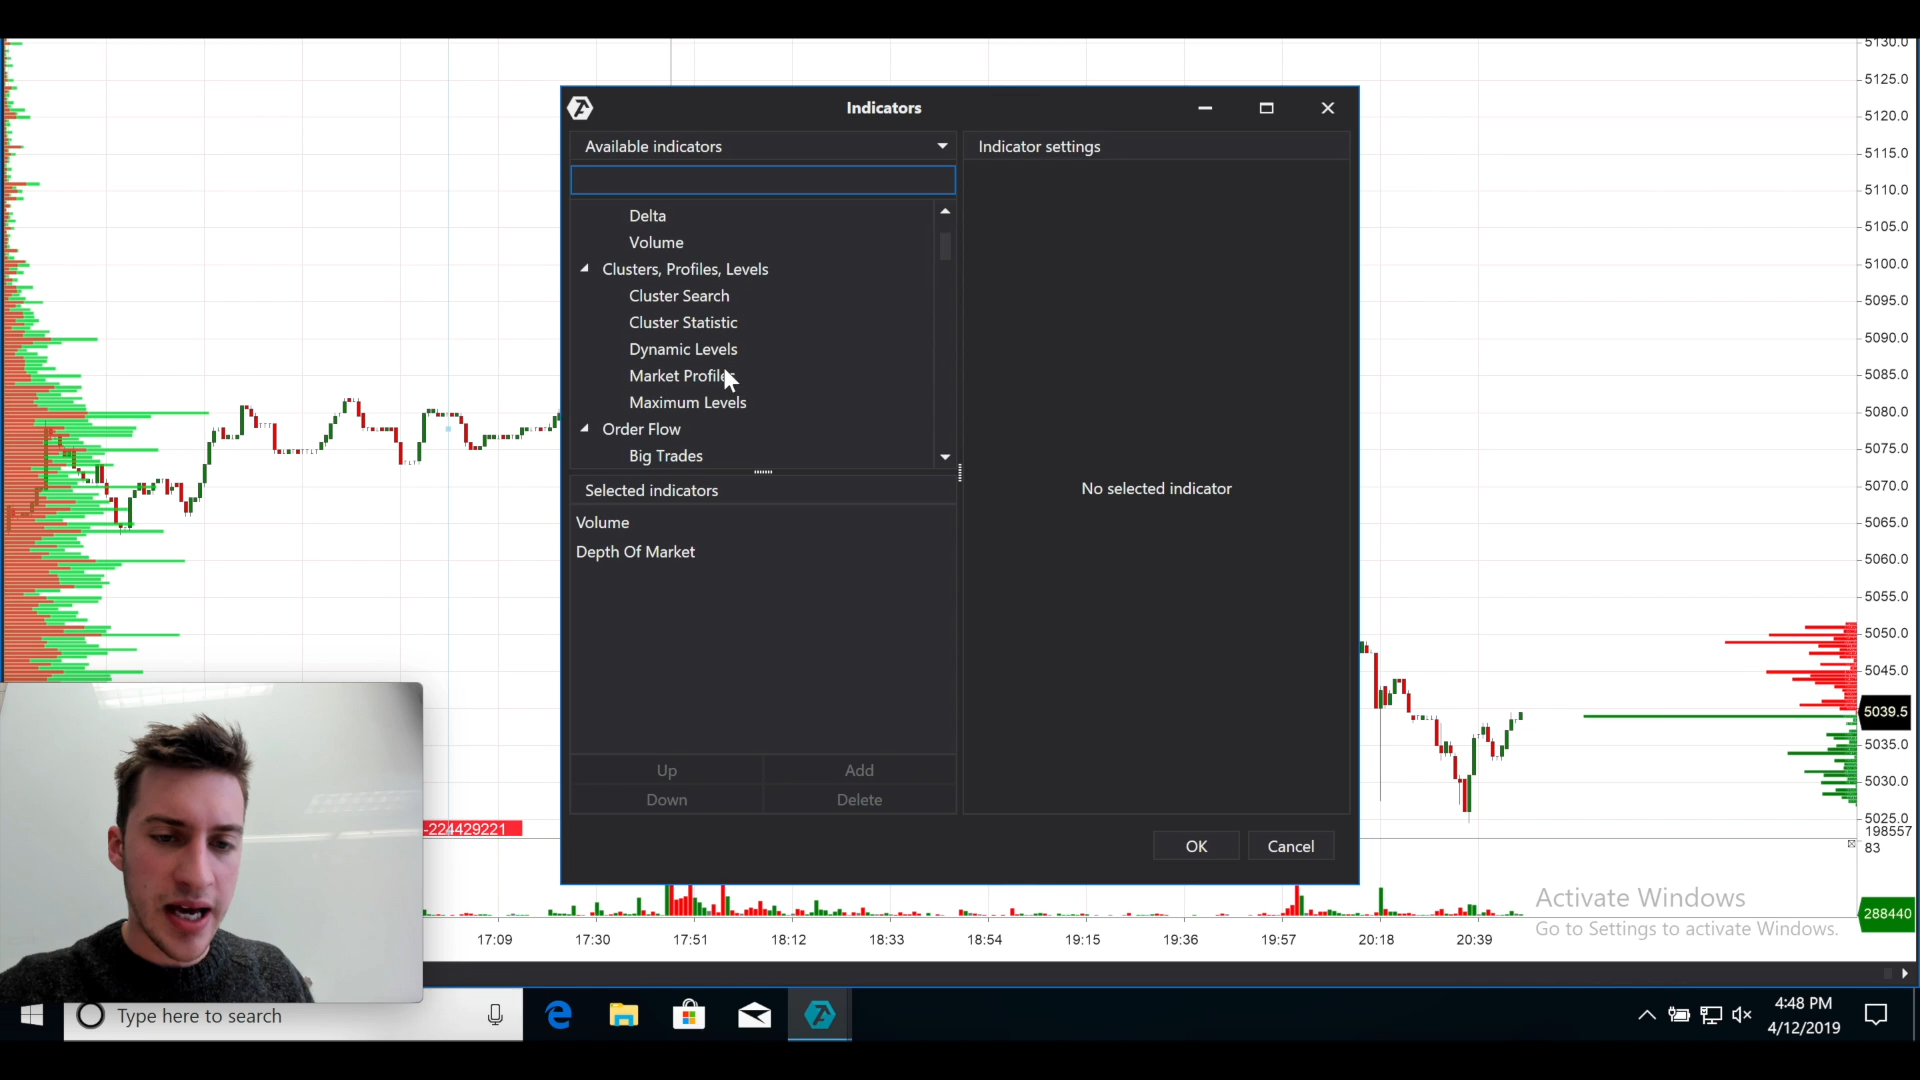 Indicators
Available indicators
Indicator settings
Delta
Volume
Clusters, Profiles, Levels
Cluster Search
Cluster Statistic
Dynamic Levels
Market Profiles
Maximum Levels
Order Flow
Big Trades
Selected indicators
Volume
Depth Of Market
No selected indicator
Up
Add
Down
Delete
OK
Cancel
5130.0
5125.0
5120.0
5115.0
5110.0
5105.0
5100.0
5095.0
5090.0
5085.0
5080.0
5075.0
5070.0
5065.0
5060.0
5055.0
5050.0
5045.0
5039.5
5035.0
5030.0
5025.0
198557
83
-224429221
288440
Activate Windows
Go to Settings to activate Windows.
17:09 17:30 17:51 18:12 18:33 18:54 19:15 19:36 19:57 20:18 20:39
Type here to search
4:48 PM
4/12/2019